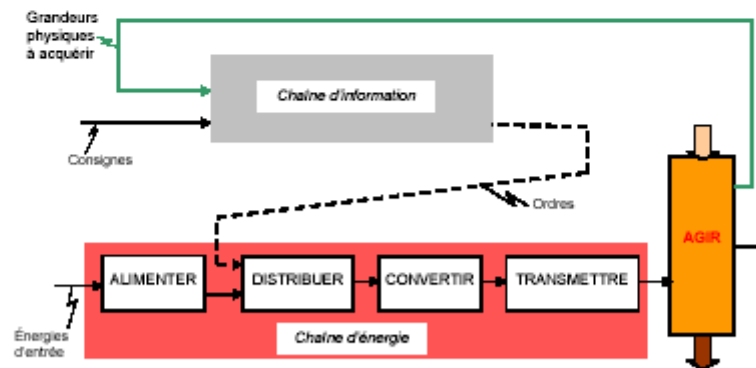 Grandeurs
physiques
à acquérir
Chaîne d'information
Consignes
Ordres
AGIR
ALIMENTER
DISTRIBUER
CONVERTIR
TRANSMETTRE
Énergies
d'entrée
Chaîne d'énergie